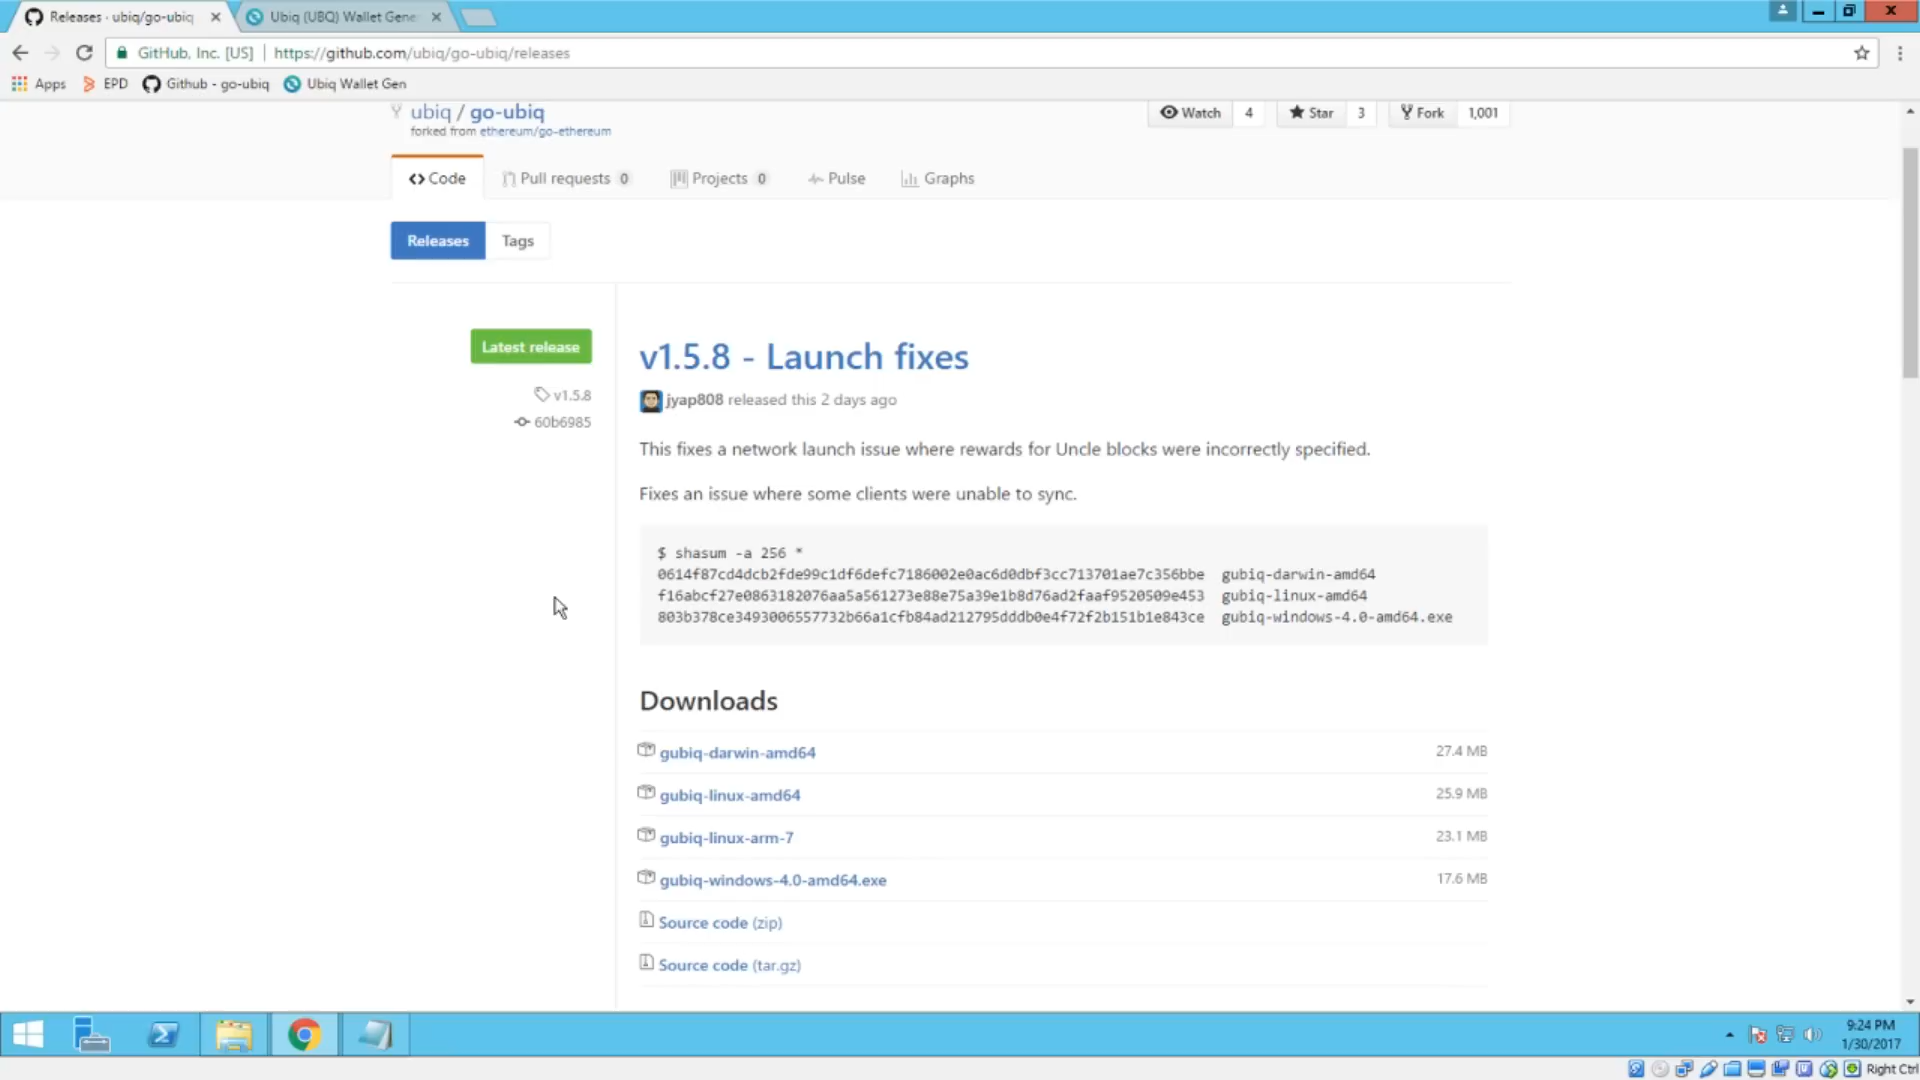 Releases · ubiq/go-ubiq
Ubiq (UBQ) Wallet Gene
GitHub, Inc. [US] | https://github.com/ubiq/go-ubiq/releases
Apps EPD Github - go-ubiq Ubiq Wallet Gen
ubiq / go-ubiq
forked from ethereum/go-ethereum
Watch 4 Star 3 Fork 1,001
Code Pull requests 0 Projects 0 Pulse Graphs
Releases Tags
Latest release
v1.5.8
60b6985
v1.5.8 - Launch fixes
jyap808 released this 2 days ago
This fixes a network launch issue where rewards for Uncle blocks were incorrectly specified.
Fixes an issue where some clients were unable to sync.
$ shasum -a 256 *
0614f87cd4dcb2fde99c1df6defc7186002e0ac6d0dbf3cc713701ae7c356bbe gubiq-darwin-amd64
f16abcf27e0863182076aa5a561273e88e75a39e1b8d76ad2faaf9520509e453 gubiq-linux-amd64
803b378ce3493006557732b66a1cfb84ad212795dddb0e4f72f2b151b1e843ce gubiq-windows-4.0-amd64.exe
Downloads
gubiq-darwin-amd64 27.4 MB
gubiq-linux-amd64 25.9 MB
gubiq-linux-arm-7 23.1 MB
gubiq-windows-4.0-amd64.exe 17.6 MB
Source code (zip)
Source code (tar.gz)
9:24 PM
1/30/2017
Right Ctrl